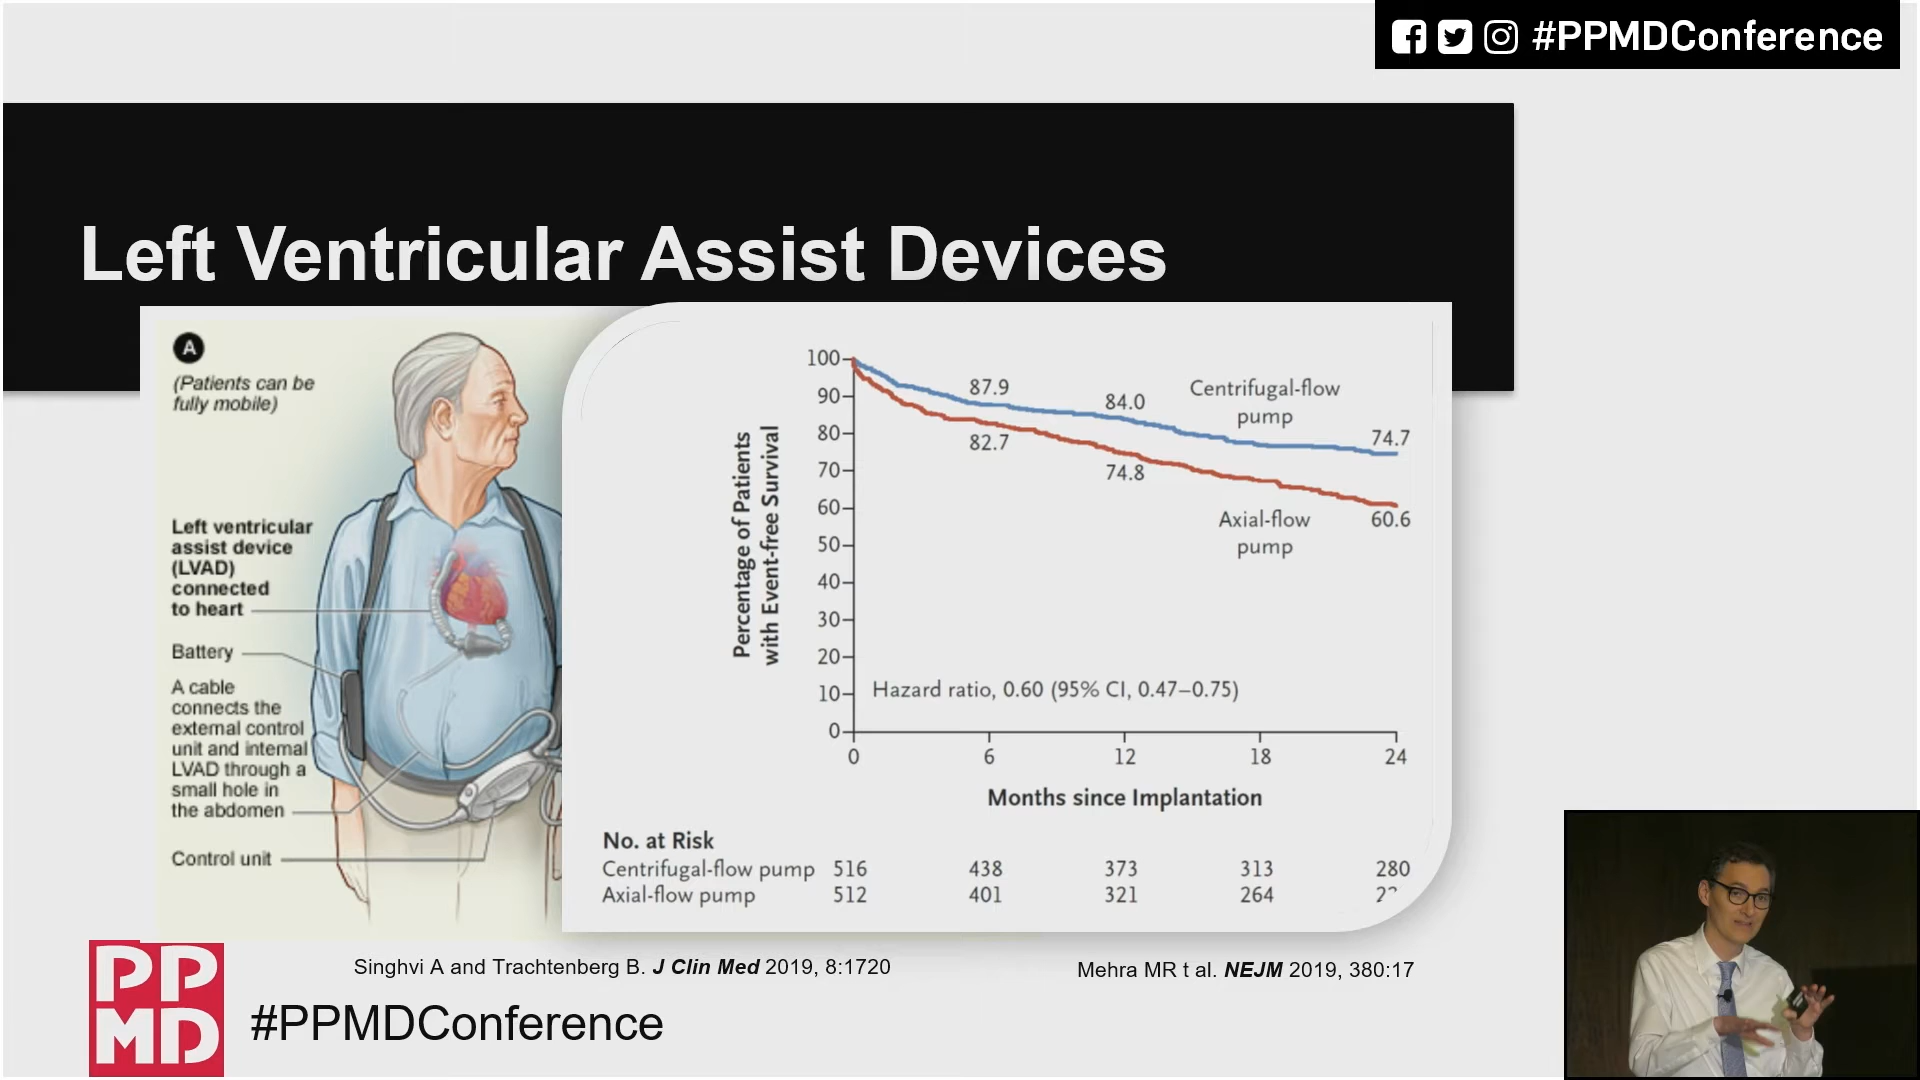 #PPMDConference
Left Ventricular Assist Devices
A
(Patients can be
fully mobile)
Left ventricular
assist device
(LVAD)
connected
to heart
Battery
A cable
connects the
external control
unit and internal
LVAD through a
small hole in
the abdomen
Control unit
Percentage of Patients
with Event-free Survival
100
90
80
70
60
50
40
30
20
10
0
87.9
84.0
Centrifugal-flow
pump
74.7
82.7
74.8
Axial-flow
pump
60.6
Hazard ratio, 0.60 (95% CI, 0.47–0.75)
0 6 12 18 24
Months since Implantation
No. at Risk
Centrifugal-flow pump 516 438 373 313 280
Axial-flow pump 512 401 321 264
Singhvi A and Trachtenberg B. J Clin Med 2019, 8:1720
Mehra MR t al. NEJM 2019, 380:17
PP
MD
#PPMDConference